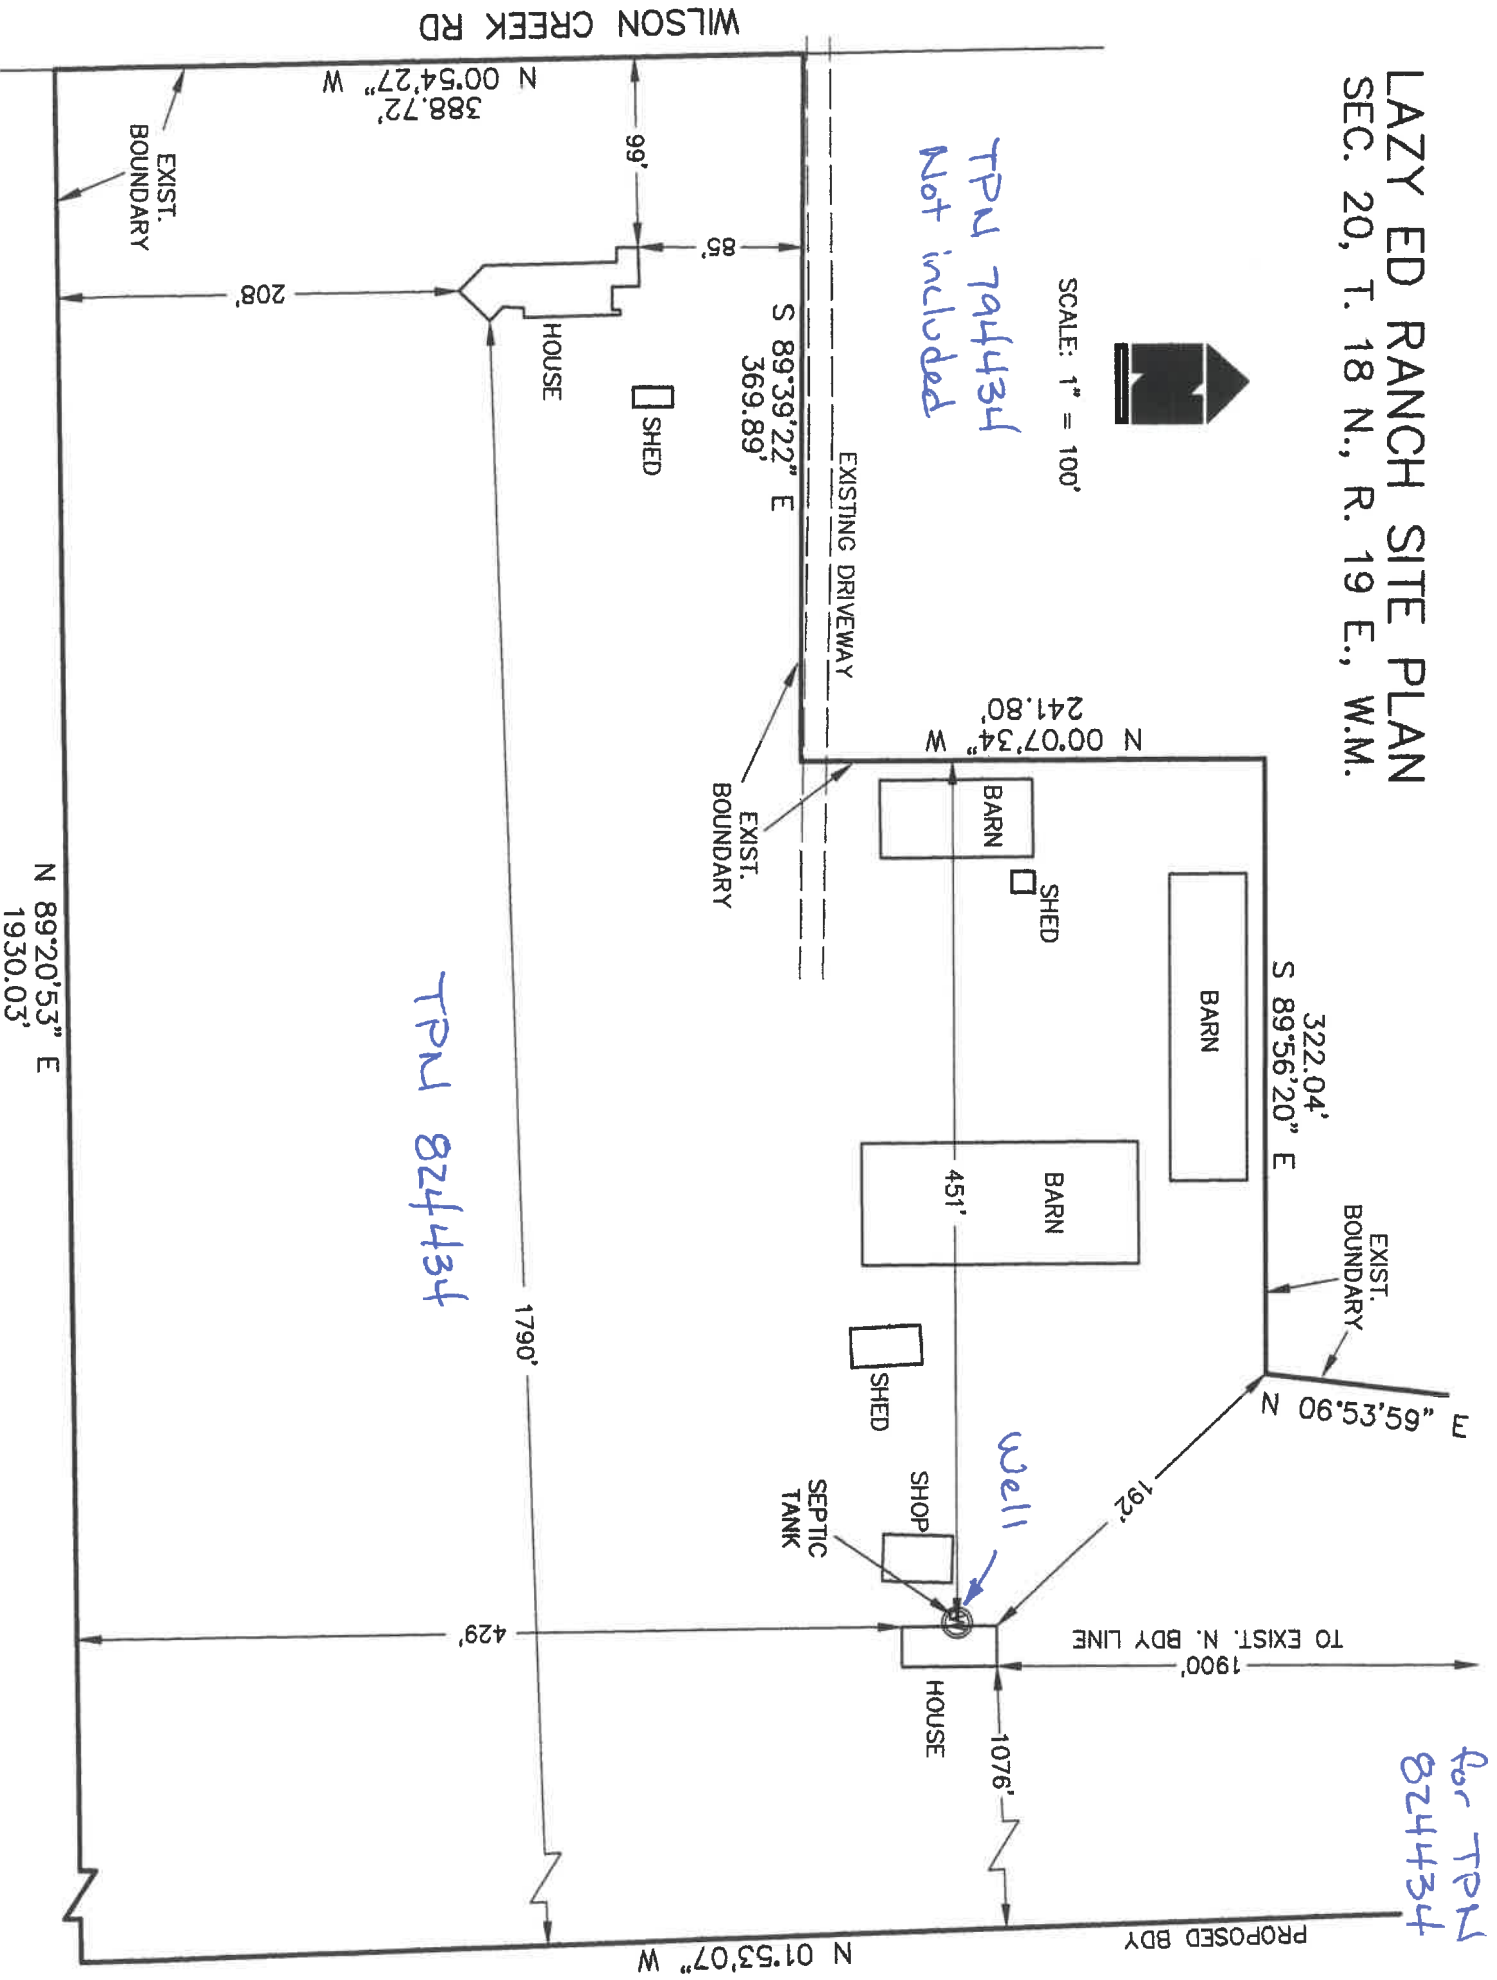 LAZY ED RANCH SITE PLAN
SEC. 20, T. 18 N., R. 19 E., W.M.
SCALE: 1" = 100'
N
TPN 794434
Not included
WILSON CREEK RD
N 00°54'27" W
388.72'
EXIST.
BOUNDARY
99'
85'
208'
HOUSE
SHED
S 89°39'22" E
369.89'
EXISTING DRIVEWAY
N 00°07'34" W
241.80'
EXIST.
BOUNDARY
BARN
SHED
BARN
322.04'
S 89°56'20" E
BARN
451'
EXIST.
BOUNDARY
N 06°53'59" E
192'
SHED
SHOP
SEPTIC
TANK
Well
W
HOUSE
429'
1900'
TO EXIST. N. BDY LINE
1076'
1790'
TPN 824434
N 89°20'53" E
1930.03'
N 01°53'07" W
PROPOSED BDY
for TPN
824434